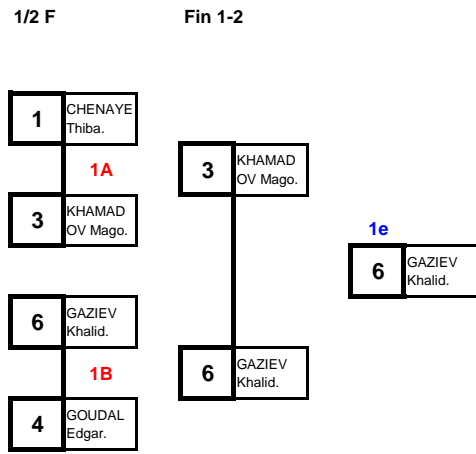 1/2 F
Fin 1-2
1
CHENAYE
Thiba.
1A
3
KHAMAD
OV Mago.
6
GAZIEV
Khalid.
1B
4
GOUDAL
Edgar.
3
KHAMAD
OV Mago.
6
GAZIEV
Khalid.
1e
6
GAZIEV
Khalid.